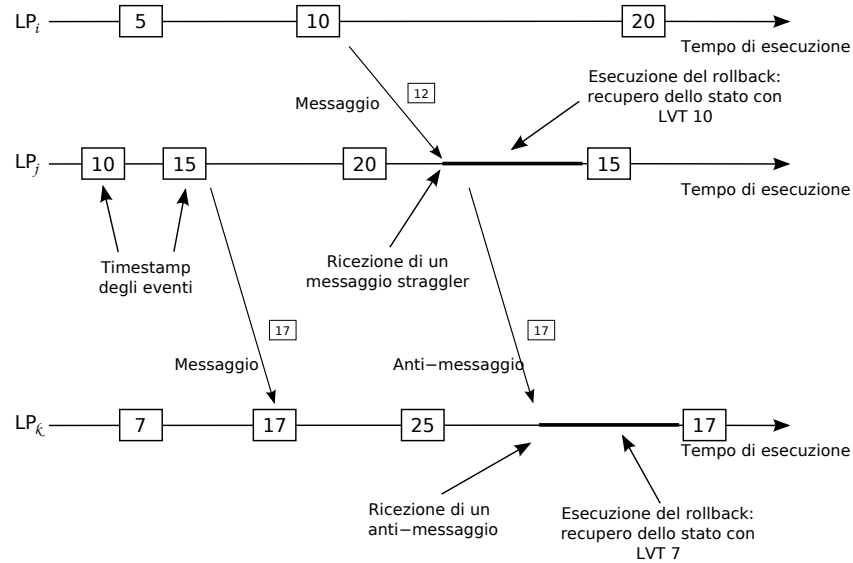 LPi
5
10
20
Tempo di esecuzione
Messaggio
12
Esecuzione del rollback:
recupero dello stato con
LVT 10
LPj
10
15
20
15
Tempo di esecuzione
Timestamp
degli eventi
Ricezione di un
messaggio straggler
17
17
Messaggio
Anti−messaggio
LPk
7
17
25
17
Tempo di esecuzione
Ricezione di un
anti−messaggio
Esecuzione del rollback:
recupero dello stato con
LVT 7